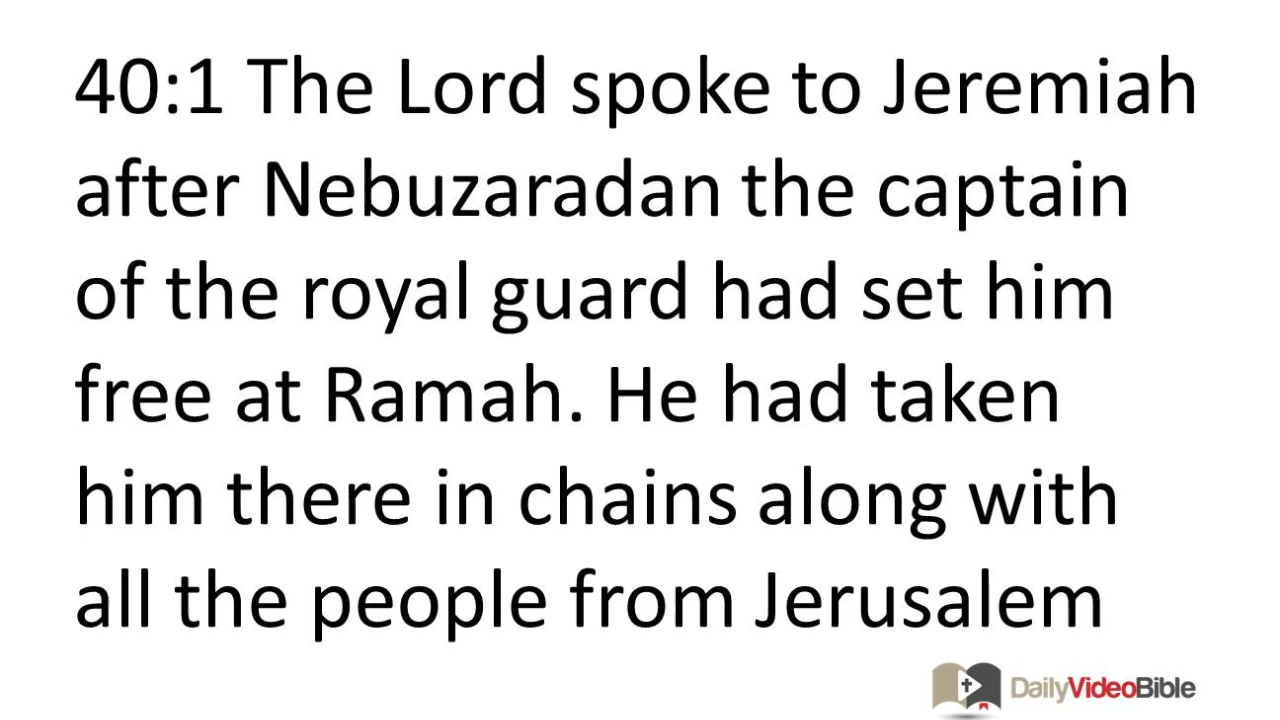 40:1 The Lord spoke to Jeremiah
after Nebuzaradan the captain
of the royal guard had set him
free at Ramah. He had taken
him there in chains along with
all the people from Jerusalem
DailyVideoBible